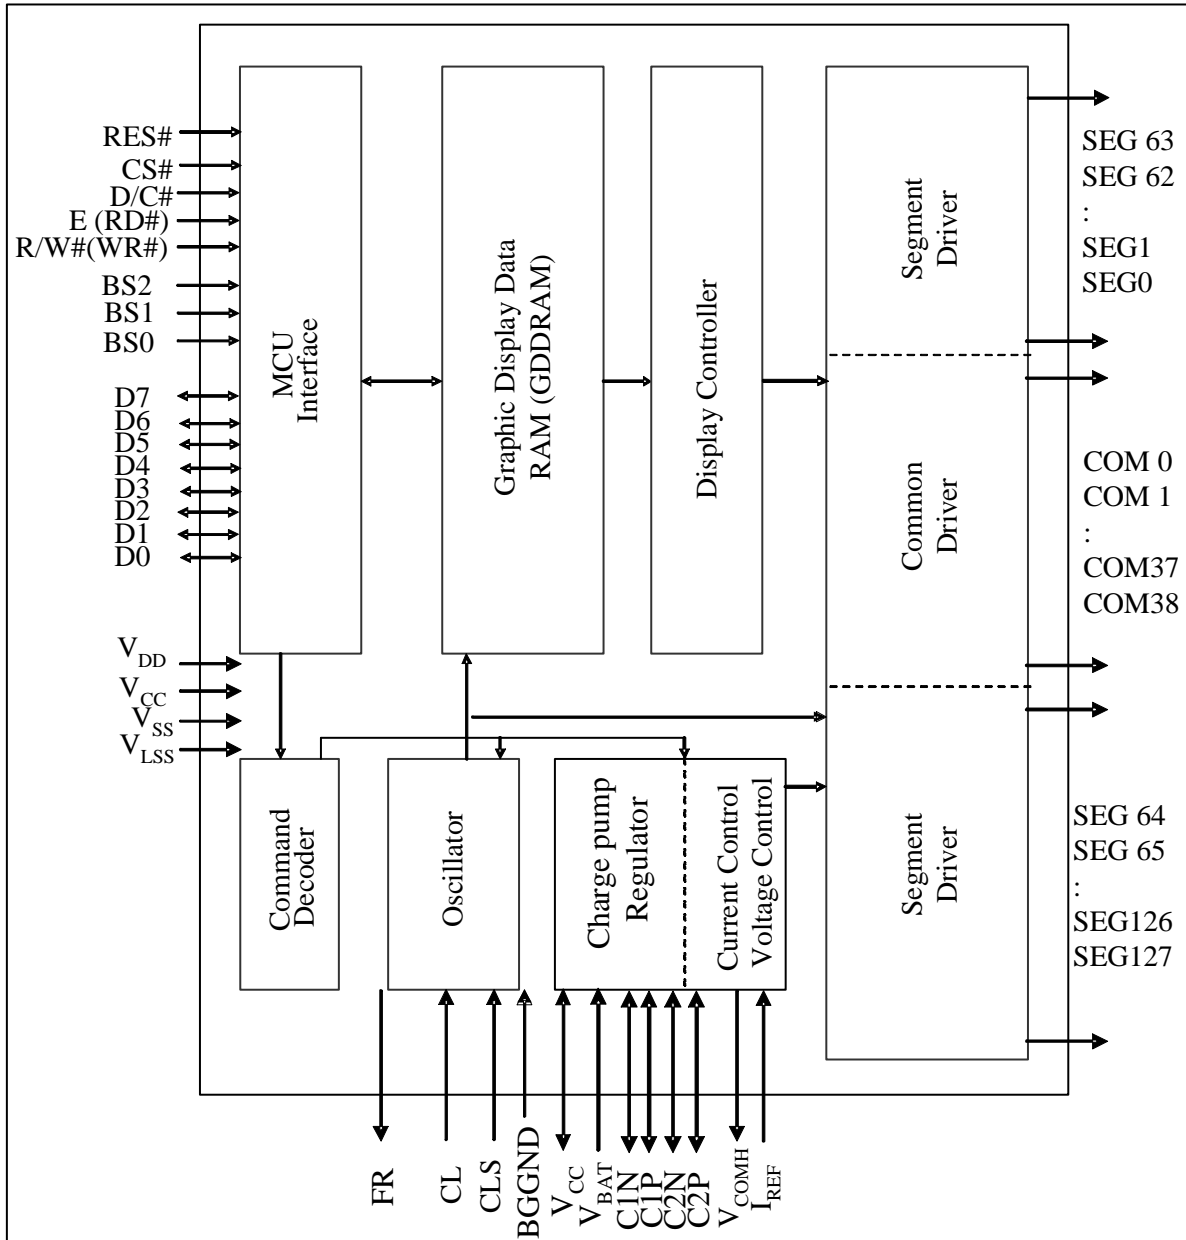 RES#
CS#
D/C#
E (RD#)
R/W#(WR#)
BS2
BS1
BS0
D7
D6
D5
D4
D3
D2
D1
D0
VDD
VCC
VSS
VLSS
MCU
Interface
Graphic Display Data
RAM (GDDRAM)
Display Controller
Segment
Driver
Common
Driver
Segment
Driver
SEG 63
SEG 62
:
SEG1
SEG0
COM 0
COM 1
:
COM37
COM38
SEG 64
SEG 65
:
SEG126
SEG127
Command
Decoder
Oscillator
Charge pump
Regulator
Current Control
Voltage Control
FR
CL
CLS
BGGND
VCC
VBAT
C1N
C1P
C2N
C2P
VCOMH
IREF